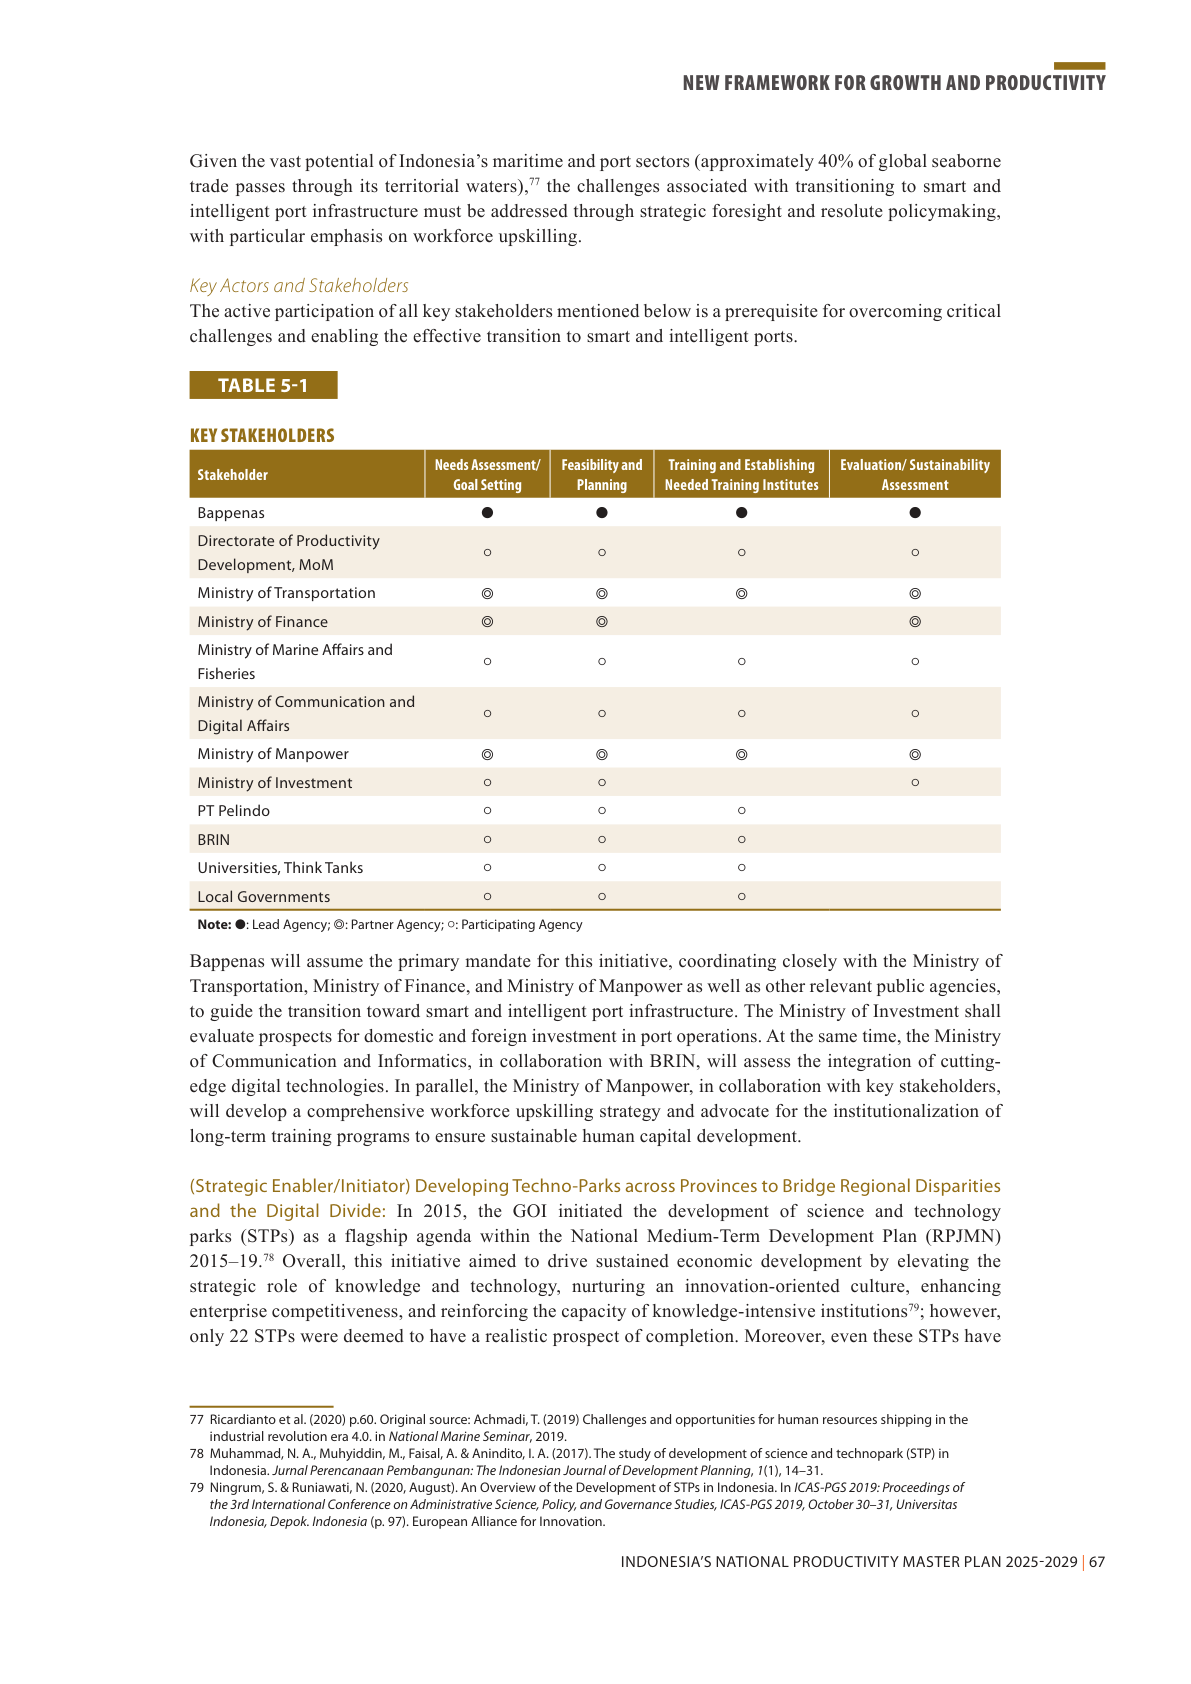 NEW FRAMEWORK FOR GROWTH AND PRODUCTIVITY
Given the vast potential of Indonesia’s maritime and port sectors (approximately 40% of global seaborne
trade passes through its territorial waters),77 the challenges associated with transitioning to smart and
intelligent port infrastructure must be addressed through strategic foresight and resolute policymaking,
with particular emphasis on workforce upskilling.
Key Actors and Stakeholders
The active participation of all key stakeholders mentioned below is a prerequisite for overcoming critical
challenges and enabling the effective transition to smart and intelligent ports.
TABLE 5-1
KEY STAKEHOLDERS
Stakeholder
Needs Assessment/
Goal Setting
Feasibility and
Planning
Training and Establishing
Needed Training Institutes
Evaluation/ Sustainability
Assessment
Bappenas ● ● ● ●
Directorate of Productivity
Development, MoM ○ ○ ○ ○
Ministry of Transportation ◎ ◎ ◎ ◎
Ministry of Finance ◎ ◎ ◎
Ministry of Marine Affairs and
Fisheries ○ ○ ○ ○
Ministry of Communication and
Digital Affairs ○ ○ ○ ○
Ministry of Manpower ◎ ◎ ◎ ◎
Ministry of Investment ○ ○ ○
PT Pelindo ○ ○ ○
BRIN ○ ○ ○
Universities, Think Tanks ○ ○ ○
Local Governments ○ ○ ○
Note: ●: Lead Agency; ◎: Partner Agency; ○: Participating Agency
Bappenas will assume the primary mandate for this initiative, coordinating closely with the Ministry of
Transportation, Ministry of Finance, and Ministry of Manpower as well as other relevant public agencies,
to guide the transition toward smart and intelligent port infrastructure. The Ministry of Investment shall
evaluate prospects for domestic and foreign investment in port operations. At the same time, the Ministry
of Communication and Informatics, in collaboration with BRIN, will assess the integration of cutting-
edge digital technologies. In parallel, the Ministry of Manpower, in collaboration with key stakeholders,
will develop a comprehensive workforce upskilling strategy and advocate for the institutionalization of
long-term training programs to ensure sustainable human capital development.
(Strategic Enabler/Initiator) Developing Techno-Parks across Provinces to Bridge Regional Disparities
and the Digital Divide: In 2015, the GOI initiated the development of science and technology
parks (STPs) as a flagship agenda within the National Medium-Term Development Plan (RPJMN)
2015–19.78 Overall, this initiative aimed to drive sustained economic development by elevating the
strategic role of knowledge and technology, nurturing an innovation-oriented culture, enhancing
enterprise competitiveness, and reinforcing the capacity of knowledge-intensive institutions79; however,
only 22 STPs were deemed to have a realistic prospect of completion. Moreover, even these STPs have
77 Ricardianto et al. (2020) p.60. Original source: Achmadi, T. (2019) Challenges and opportunities for human resources shipping in the
industrial revolution era 4.0. in National Marine Seminar, 2019.
78 Muhammad, N. A., Muhyiddin, M., Faisal, A. & Anindito, I. A. (2017). The study of development of science and technopark (STP) in
Indonesia. Jurnal Perencanaan Pembangunan: The Indonesian Journal of Development Planning, 1(1), 14–31.
79 Ningrum, S. & Runiawati, N. (2020, August). An Overview of the Development of STPs in Indonesia. In ICAS-PGS 2019: Proceedings of
the 3rd International Conference on Administrative Science, Policy, and Governance Studies, ICAS-PGS 2019, October 30–31, Universitas
Indonesia, Depok. Indonesia (p. 97). European Alliance for Innovation.
INDONESIA’S NATIONAL PRODUCTIVITY MASTER PLAN 2025-2029 | 67